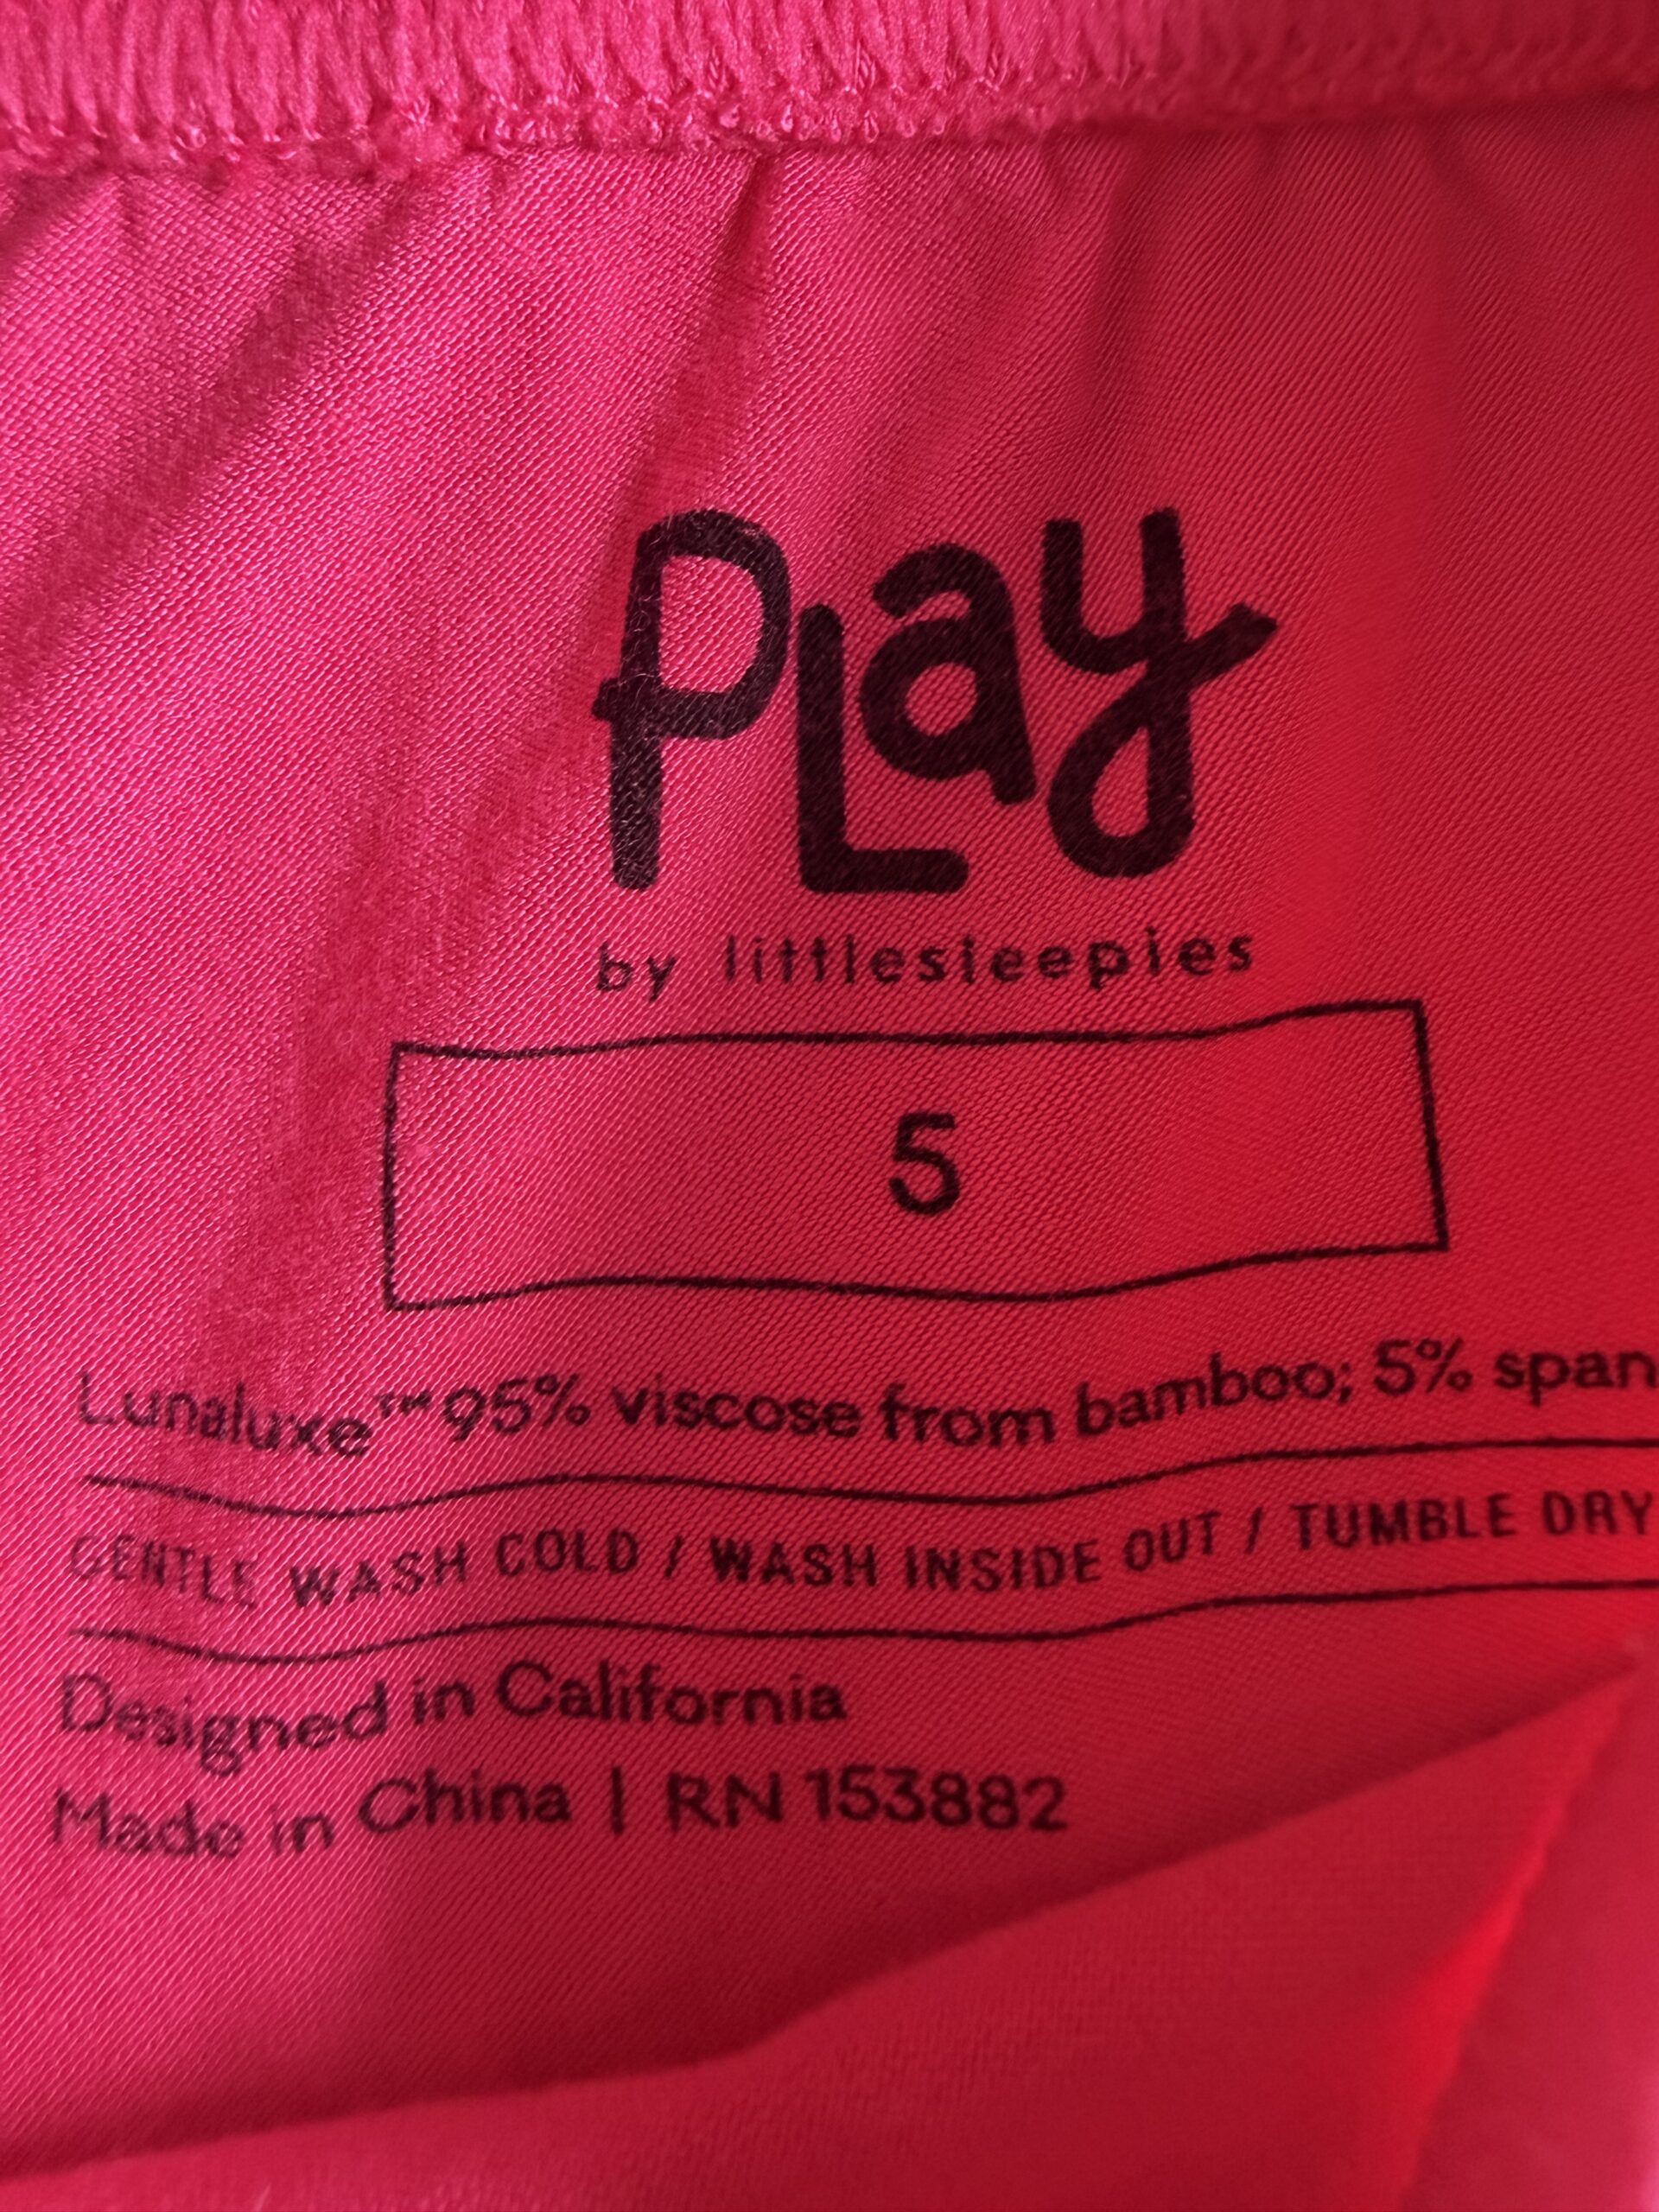 PLay
by littlesleepies
5
Lunaluxe™ 95% viscose from bamboo; 5% span
GENTLE WASH COLD / WASH INSIDE OUT / TUMBLE DRY
Designed in California
Made in China | RN 153882